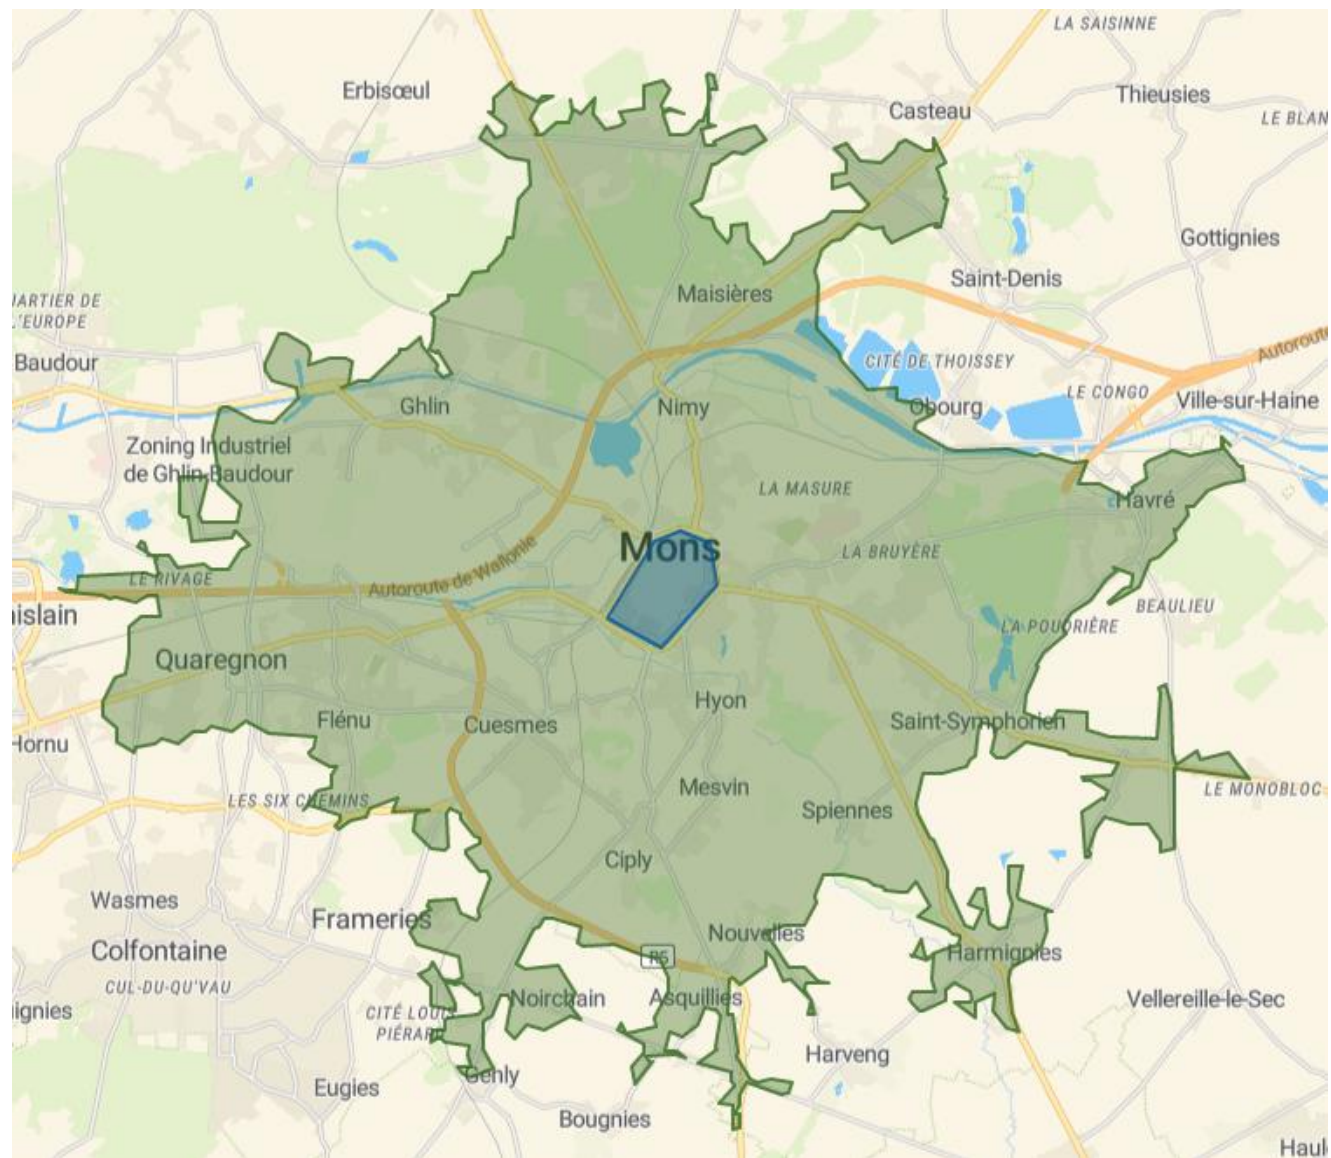 LA SAISINNE
Erbisœul
Casteau
Thieusies
LE BLAN
Gottignies
Saint-Denis
Maisières
UARTIER DE
L'EUROPE
Baudour
CITÉ DE THOISSEY
Autoroute
LE CONGO
Ville-sur-Haine
Ghlin
Nimy
Obourg
Zoning Industriel
de Ghlin-Baudour
LA MASURE
Havré
Mons
LA BRUYÈRE
Autoroute de Wallonie
LE RIVAGE
hislain
BEAULIEU
LA POUDRIÈRE
Quaregnon
Hyon
Flénu
Cuesmes
Saint-Symphorien
Hornu
Mesvin
LE MONOBLOC
LES SIX CHEMINS
Spiennes
Ciply
Wasmes
Frameries
Nouvelles
Colfontaine
R5
Harmignies
CUL-DU-QU'VAU
Noirchain
Asquillies
Vellereille-le-Sec
ignies
CITÉ LOUIS
PIÉRARD
Harveng
Genly
Eugies
Bougnies
Haul